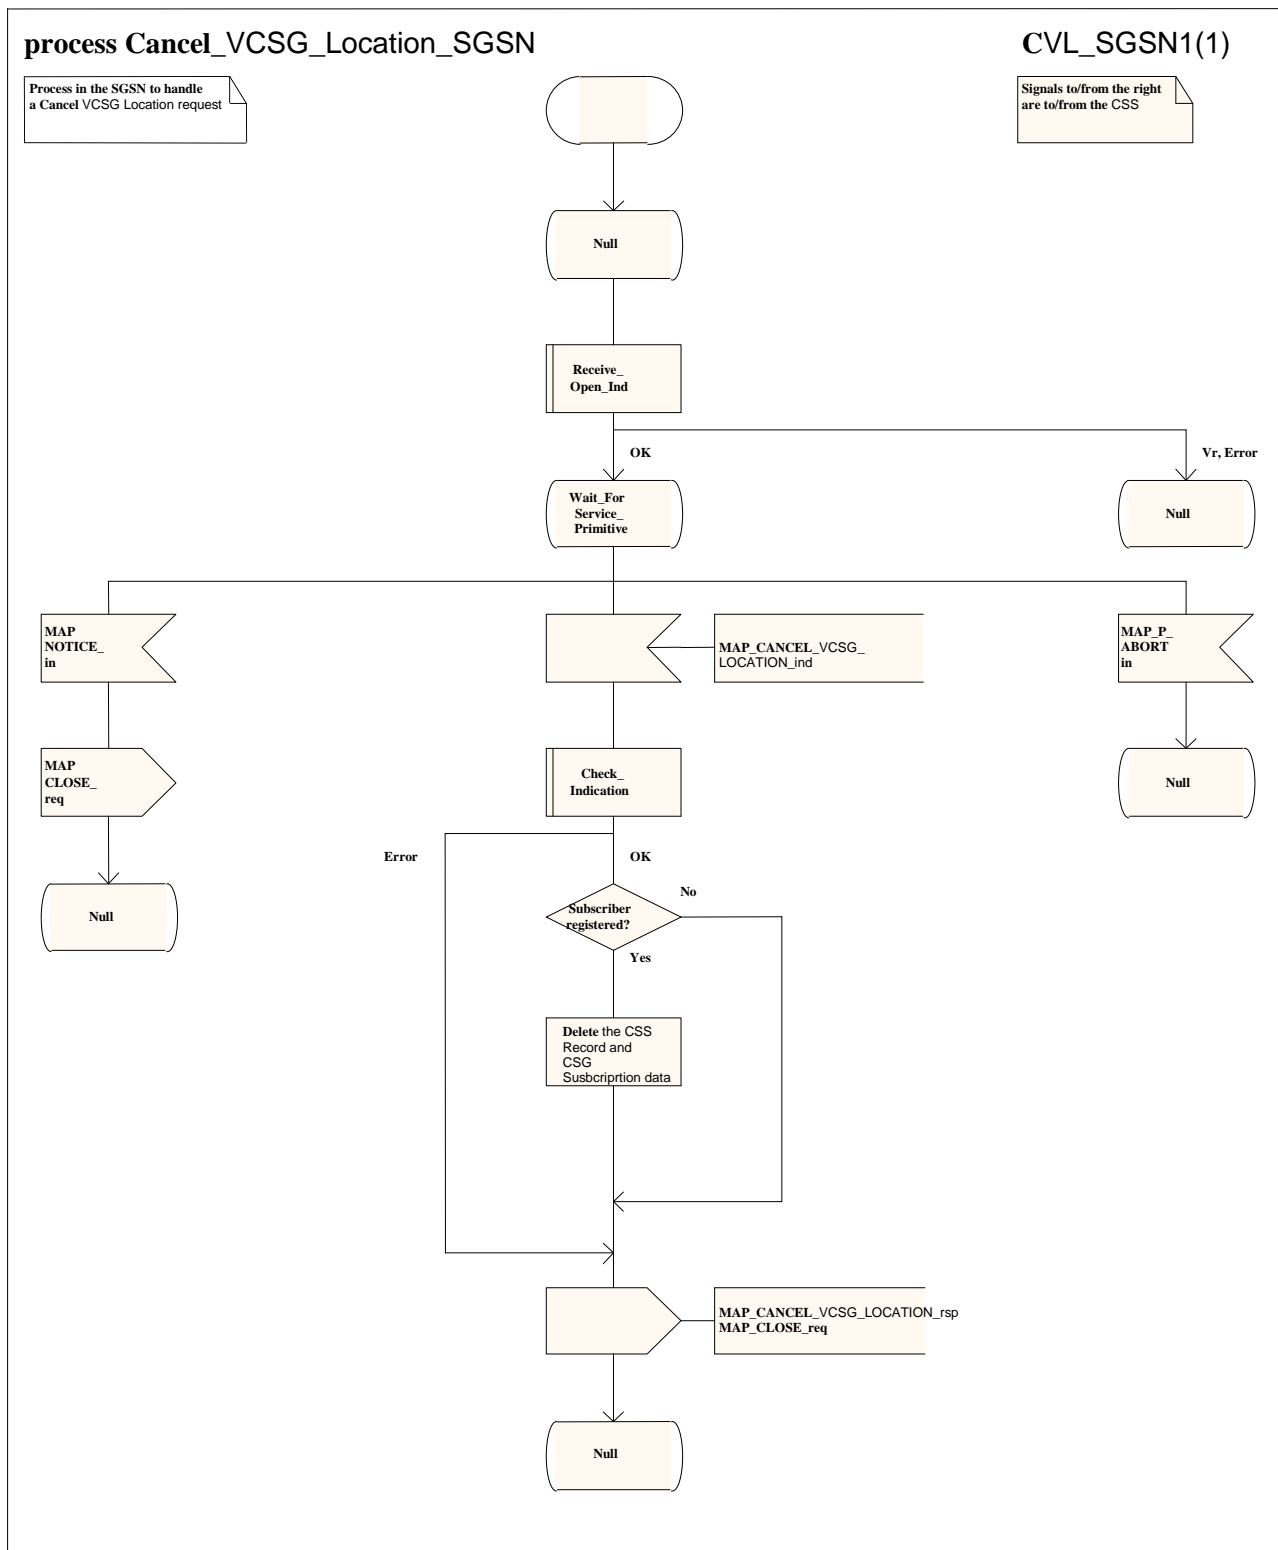 process Cancel_VCSG_Location_SGSN
CVL_SGSN1(1)
Process in the SGSN to handle
a Cancel VCSG Location request
Signals to/from the right
are to/from the CSS
Null
Receive_
Open_Ind
OK
Vr, Error
Wait_For
Service_
Primitive
Null
MAP
NOTICE_
in
MAP_CANCEL_VCSG_
LOCATION_ind
MAP_P_
ABORT
in
MAP
CLOSE_
req
Check_
Indication
Null
Error
OK
No
Subscriber
registered?
Null
Yes
Delete the CSS
Record and
CSG
Susbcriprtion data
MAP_CANCEL_VCSG_LOCATION_rsp
MAP_CLOSE_req
Null